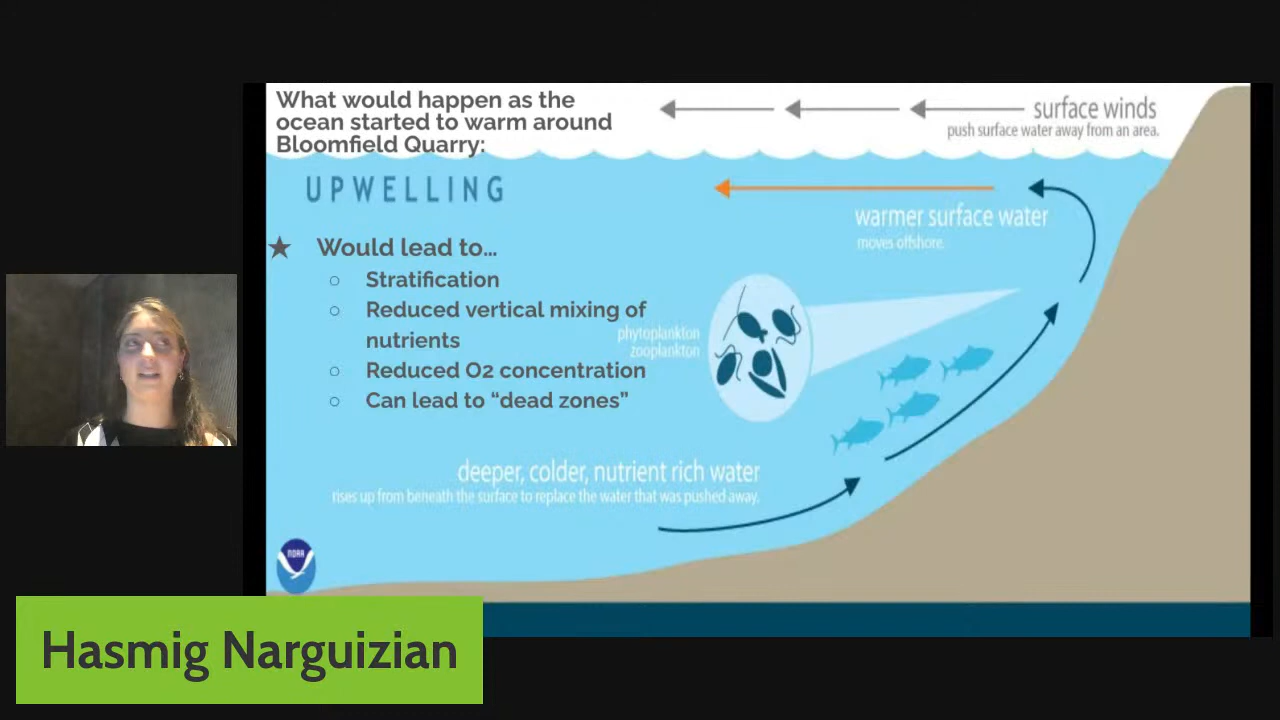 What would happen as the
ocean started to warm around
Bloomfield Quarry:
surface winds
push surface water away from an area.
UPWELLING
warmer surface water
moves offshore.
★ Would lead to...
○ Stratification
○ Reduced vertical mixing of
nutrients
○ Reduced O2 concentration
○ Can lead to “dead zones”
phytoplankton
zooplankton
deeper, colder, nutrient rich water
rises up from beneath the surface to replace the water that was pushed away.
NOAA
Hasmig Narguizian